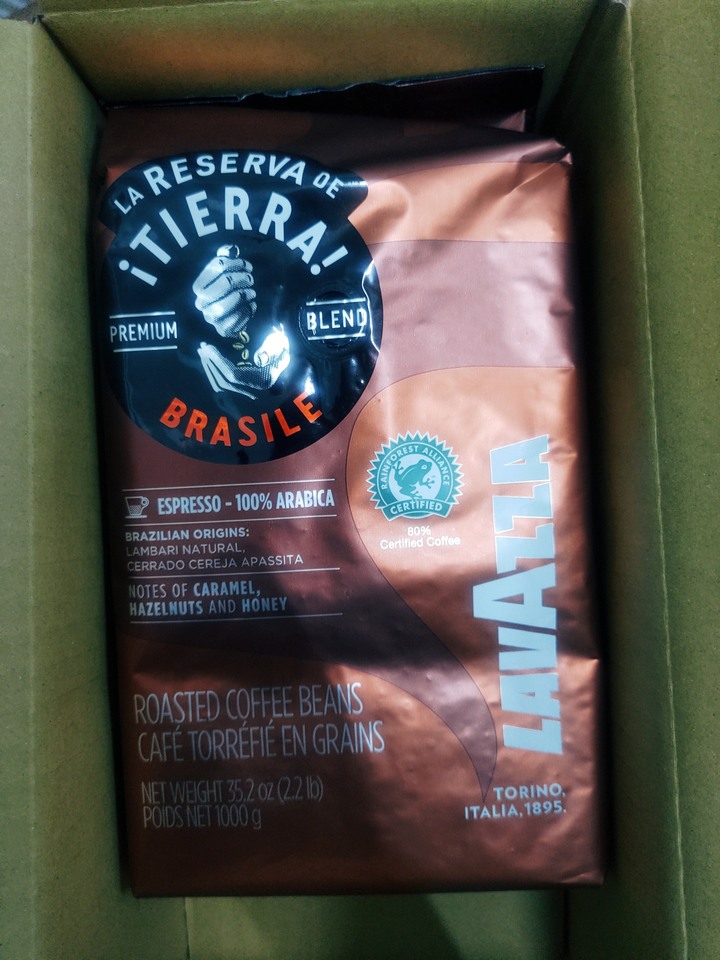 LA RESERVA DE
¡TIERRA!
PREMIUM
BLEND
BRASILE
ESPRESSO - 100% ARABICA
BRAZILIAN ORIGINS:
LAMBARI NATURAL,
CERRADO CEREJA APASSITA
NOTES OF CARAMEL,
HAZELNUTS AND HONEY
RAINFOREST ALLIANCE
CERTIFIED
80%
Certified Coffee
LAVAZZA
ROASTED COFFEE BEANS
CAFÉ TORRÉFIÉ EN GRAINS
NET WEIGHT 35.2 oz (2.2 lb)
POIDS NET 1000 g
TORINO,
ITALIA, 1895.